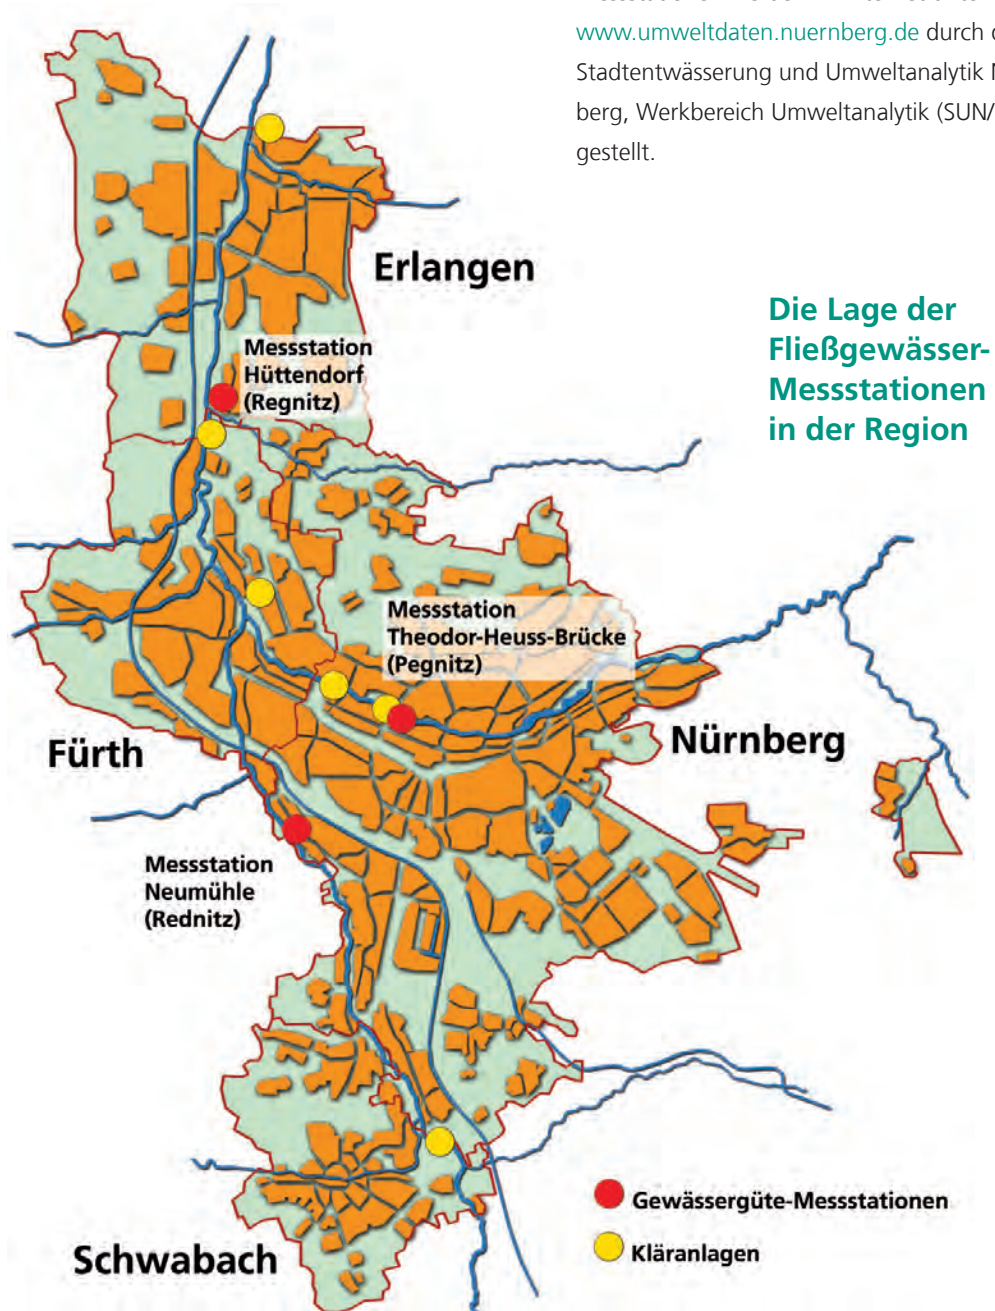 www.umweltdaten.nuernberg.de durch d
Stadtentwässerung und Umweltanalytik N
berg, Werkbereich Umweltanalytik (SUN/
gestellt.
Erlangen
Die Lage der
Fließgewässer-
Messstationen
in der Region
Messstation
Hüttendorf
(Regnitz)
Messstation
Theodor-Heuss-Brücke
(Pegnitz)
Fürth
Nürnberg
Messstation
Neumühle
(Rednitz)
Gewässergüte-Messstationen
Kläranlagen
Schwabach